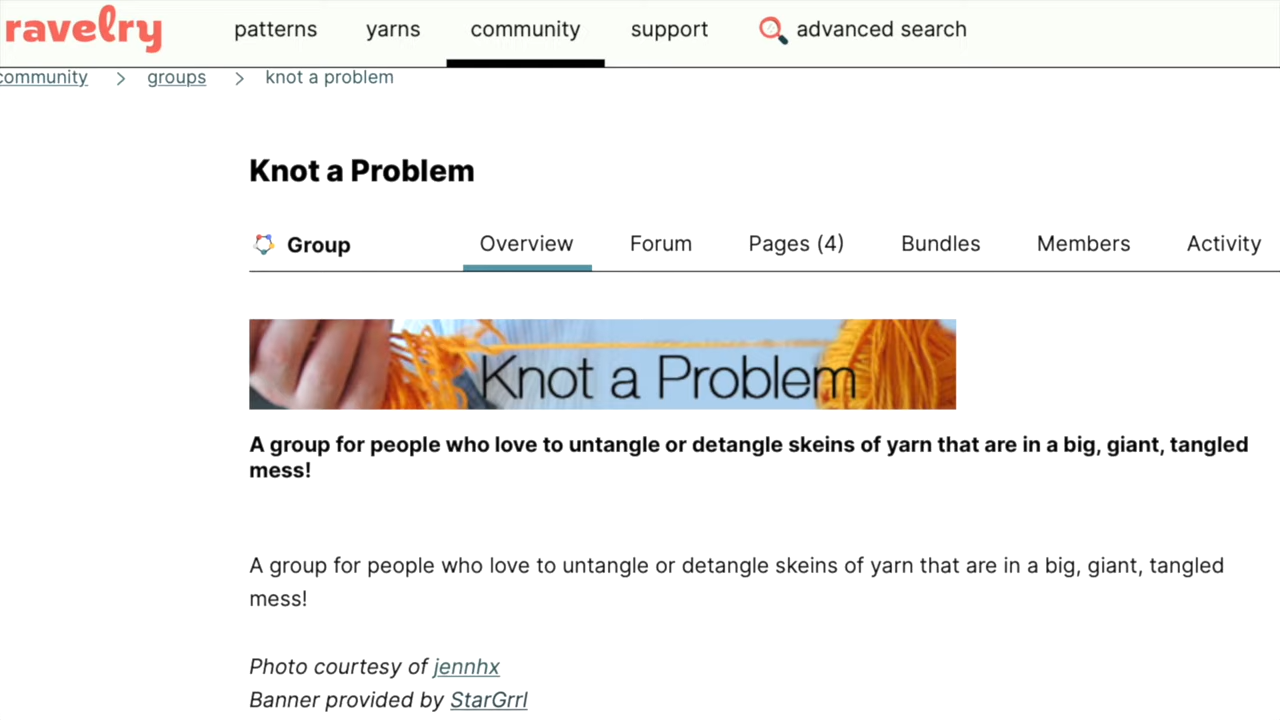 ravelry patterns yarns community support advanced search
community > groups > knot a problem
Knot a Problem
Group Overview Forum Pages (4) Bundles Members Activity
Knot a Problem
A group for people who love to untangle or detangle skeins of yarn that are in a big, giant, tangled
mess!
A group for people who love to untangle or detangle skeins of yarn that are in a big, giant, tangled
mess!
Photo courtesy of jennhx
Banner provided by StarGrrl